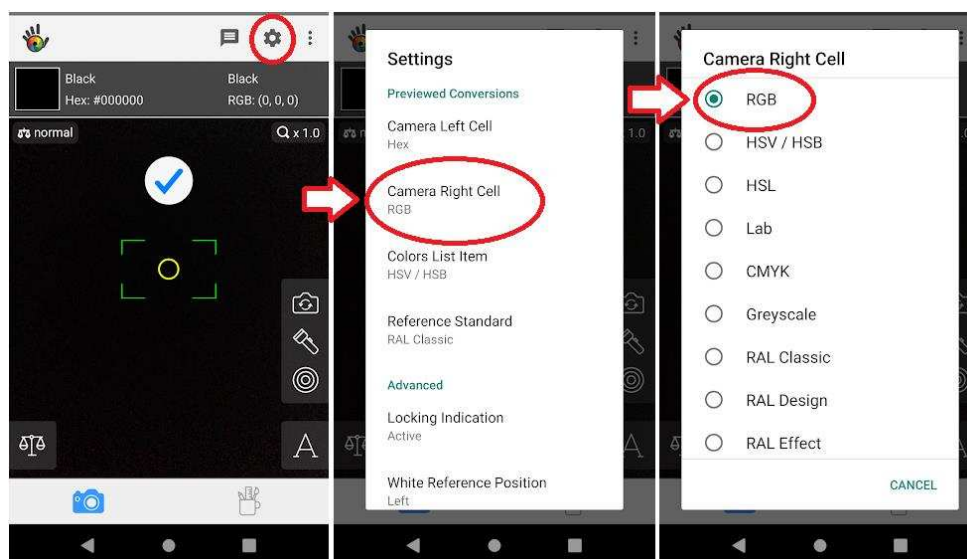 Black
Hex: #000000
Black
RGB: (0, 0, 0)
normal
x 1.0
A
Settings
Previewed Conversions
Camera Left Cell
Hex
Camera Right Cell
RGB
Colors List Item
HSV / HSB
Reference Standard
RAL Classic
Advanced
Locking Indication
Active
White Reference Position
Left
1.0
Camera Right Cell
RGB
HSV / HSB
HSL
Lab
CMYK
Greyscale
RAL Classic
RAL Design
RAL Effect
CANCEL